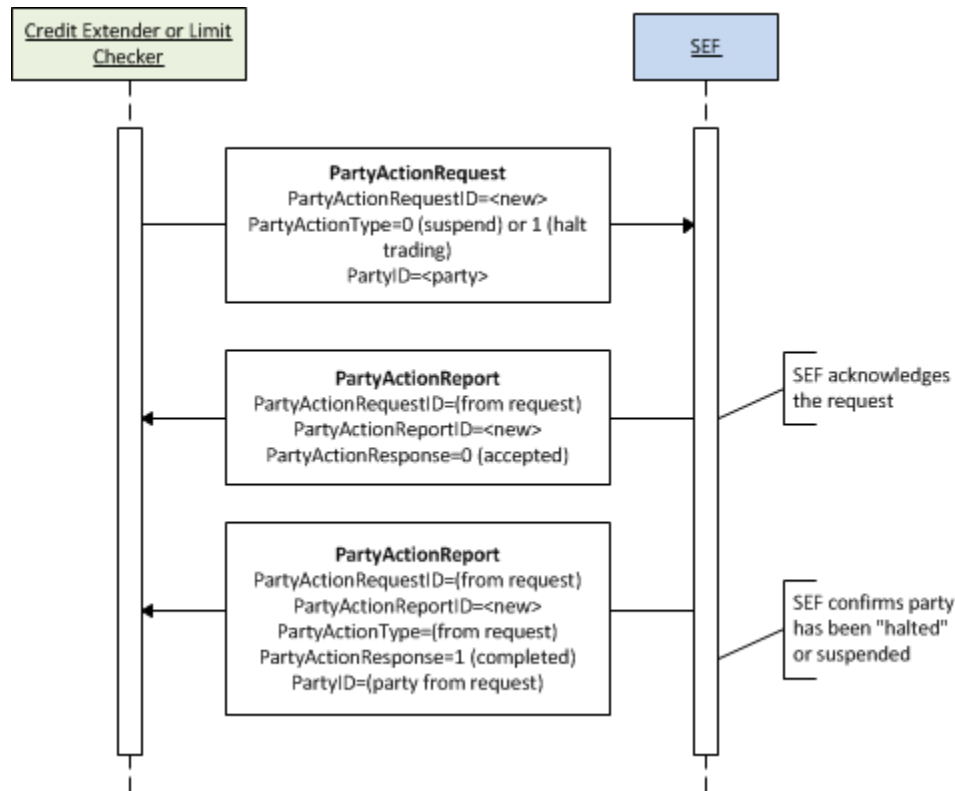 Credit Extender or Limit
Checker
SEF
PartyActionRequest
PartyActionRequestID=<new>
PartyActionType=0 (suspend) or 1 (halt
trading)
PartyID=<party>
PartyActionReport
PartyActionRequestID=(from request)
PartyActionReportID=<new>
PartyActionResponse=0 (accepted)
SEF acknowledges
the request
PartyActionReport
PartyActionRequestID=(from request)
PartyActionReportID=<new>
PartyActionType=(from request)
PartyActionResponse=1 (completed)
PartyID=(party from request)
SEF confirms party
has been "halted"
or suspended